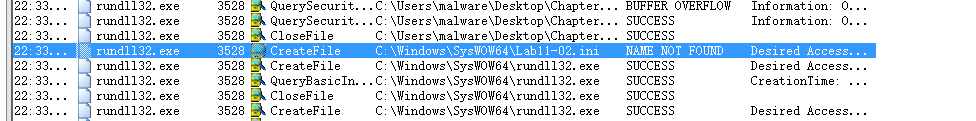 22:33... rundll32.exe 3528 QuerySecurit... C:\Users\malware\Desktop\Chapter... BUFFER OVERFLOW Information: O...
22:33... rundll32.exe 3528 QuerySecurit... C:\Users\malware\Desktop\Chapter... SUCCESS Information: O...
22:33... rundll32.exe 3528 CloseFile C:\Users\malware\Desktop\Chapter... SUCCESS
22:33... rundll32.exe 3528 CreateFile C:\Windows\SysWOW64\Lab11-02.ini NAME NOT FOUND Desired Access...
22:33... rundll32.exe 3528 CreateFile C:\Windows\SysWOW64\rundll32.exe SUCCESS Desired Access...
22:33... rundll32.exe 3528 QueryBasicIn... C:\Windows\SysWOW64\rundll32.exe SUCCESS CreationTime: ...
22:33... rundll32.exe 3528 CloseFile C:\Windows\SysWOW64\rundll32.exe SUCCESS
22:33... rundll32.exe 3528 CreateFile C:\Windows\SysWOW64\rundll32.exe SUCCESS Desired Access...